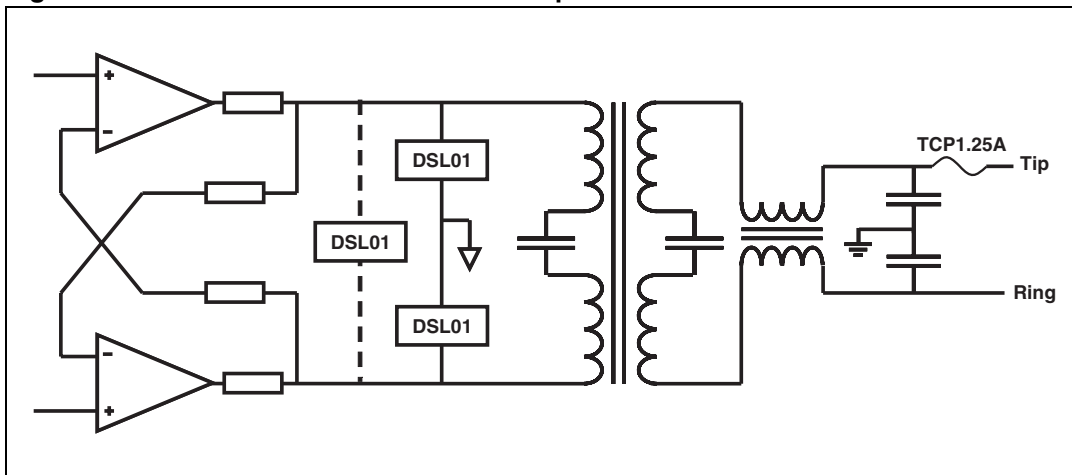 +
-
DSL01
DSL01
DSL01
-
+
TCP1.25A
Tip
Ring